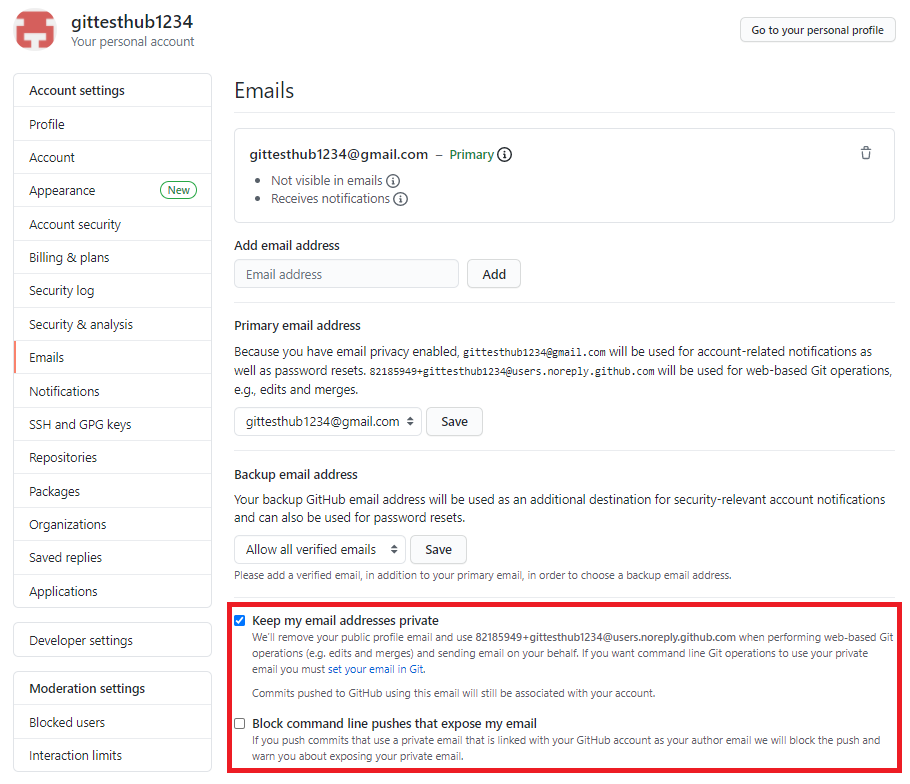 gittesthub1234
Your personal account
Go to your personal profile
Account settings
Profile
Account
Appearance New
Account security
Billing & plans
Security log
Security & analysis
Emails
Notifications
SSH and GPG keys
Repositories
Packages
Organizations
Saved replies
Applications
Developer settings
Moderation settings
Blocked users
Interaction limits
Emails
gittesthub1234@gmail.com – Primary
Not visible in emails
Receives notifications
Add email address
Email address Add
Primary email address
Because you have email privacy enabled, gittesthub1234@gmail.com will be used for account-related notifications as
well as password resets. 82185949+gittesthub1234@users.noreply.github.com will be used for web-based Git operations,
e.g., edits and merges.
gittesthub1234@gmail.com Save
Backup email address
Your backup GitHub email address will be used as an additional destination for security-relevant account notifications
and can also be used for password resets.
Allow all verified emails Save
Please add a verified email, in addition to your primary email, in order to choose a backup email address.
Keep my email addresses private
We'll remove your public profile email and use 82185949+gittesthub1234@users.noreply.github.com when performing web-based Git
operations (e.g. edits and merges) and sending email on your behalf. If you want command line Git operations to use your private
email you must set your email in Git.
Commits pushed to GitHub using this email will still be associated with your account.
Block command line pushes that expose my email
If you push commits that use a private email that is linked with your GitHub account as your author email we will block the push and
warn you about exposing your private email.